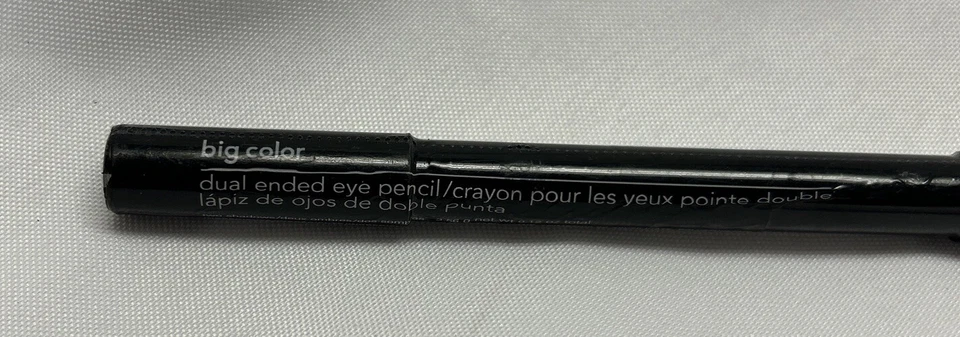 big color
dual ended eye pencil/crayon pour les yeux pointe double
lápiz de ojos de doble punta